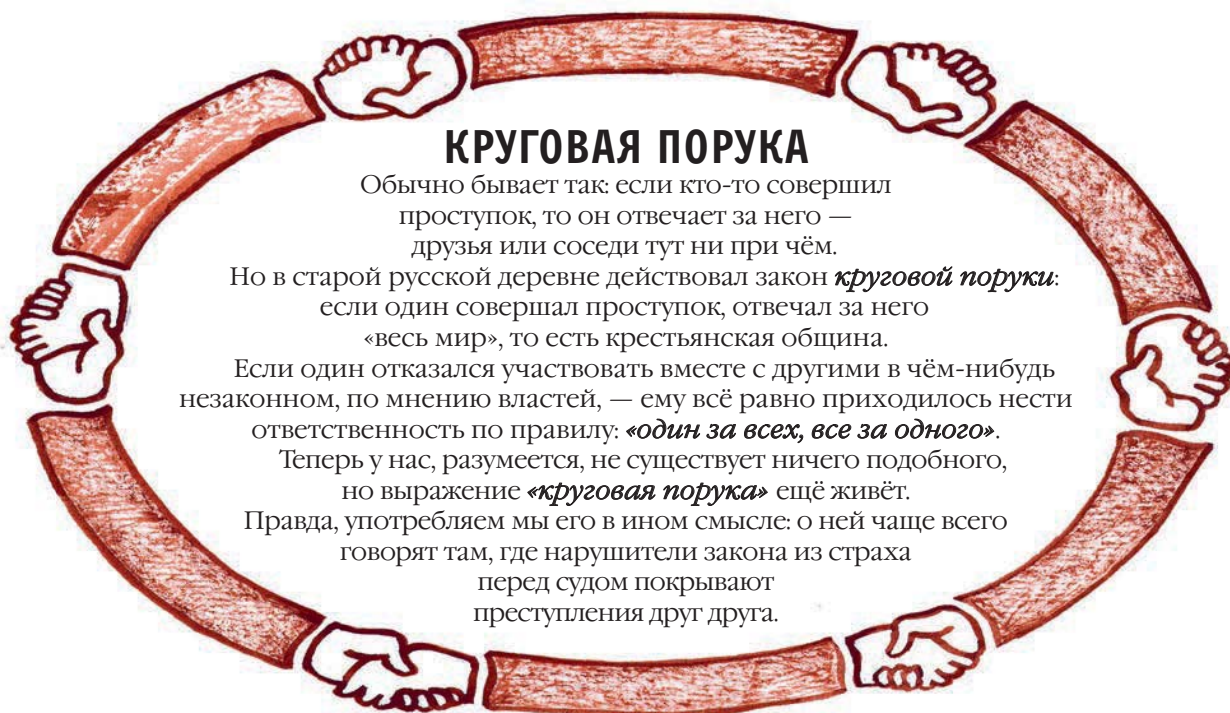 КРУГОВАЯ ПОРУКА
Обычно бывает так: если кто-то совершил
проступок, то он отвечает за него —
друзья или соседи тут ни при чём.
Но в старой русской деревне действовал закон круговой поруки:
если один совершал проступок, отвечал за него
«весь мир», то есть крестьянская община.
Если один отказался участвовать вместе с другими в чём-нибудь
незаконном, по мнению властей, — ему всё равно приходилось нести
ответственность по правилу: «один за всех, все за одного».
Теперь у нас, разумеется, не существует ничего подобного,
но выражение «круговая порука» ещё живёт.
Правда, употребляем мы его в ином смысле: о ней чаще всего
говорят там, где нарушители закона из страха
перед судом покрывают
преступления друг друга.